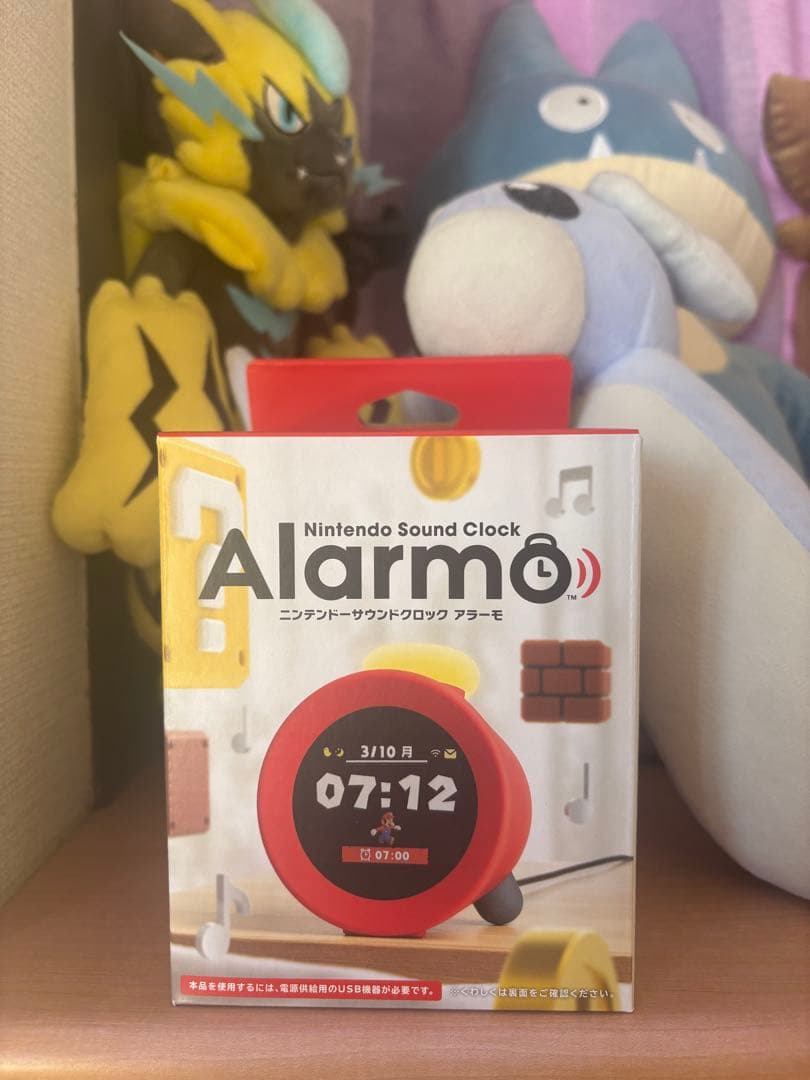 Nintendo Sound Clock
Alarmo
TM
ニンテンドーサウンドクロック アラーモ
3/10 月
07:12
07:00
本品を使用するには、電源供給用のUSB機器が必要です。
※くわしくは裏面をご確認ください。